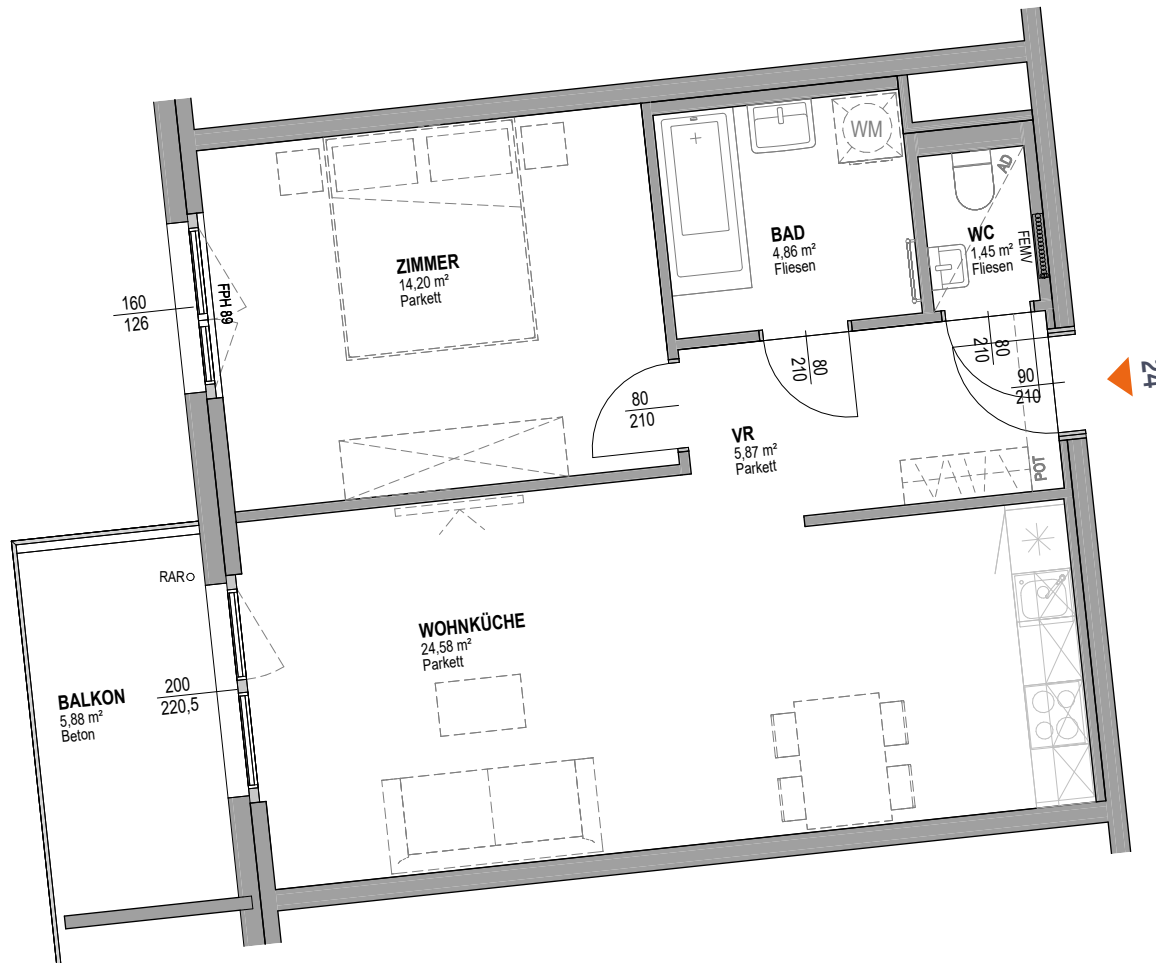 WM
AD
BAD
4,86 m²
Fliesen
WC
1,45 m²
Fliesen
FEMV
ZIMMER
14,20 m²
Parkett
FPH 89
160
126
80
210
80
210
80
210
90
210
24
VR
5,87 m²
Parkett
POT
RAR
WOHNKÜCHE
24,58 m²
Parkett
BALKON
5,88 m²
Beton
200
220,5